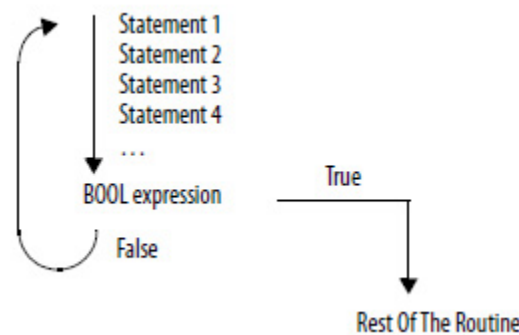 Statement 1
Statement 2
Statement 3
Statement 4
...
BOOL expression
True
False
Rest Of The Routine